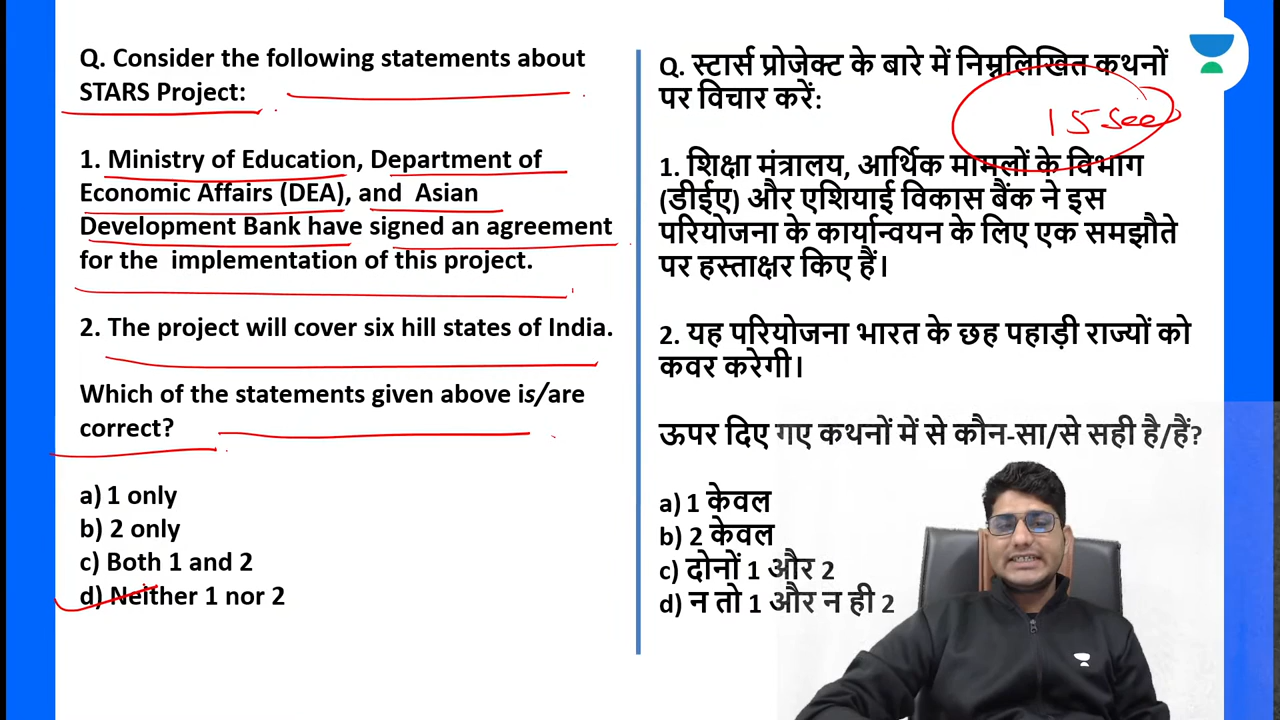 Q. Consider the following statements about
STARS Project:
1. Ministry of Education, Department of
Economic Affairs (DEA), and Asian
Development Bank have signed an agreement
for the implementation of this project.
2. The project will cover six hill states of India.
Which of the statements given above is/are
correct?
a) 1 only
b) 2 only
c) Both 1 and 2
d) Neither 1 nor 2
Q. स्टार्स प्रोजेक्ट के बारे में निम्नलिखित कथनों
पर विचार करें:
15 sec
1. शिक्षा मंत्रालय, आर्थिक मामलों के विभाग
(डीईए) और एशियाई विकास बैंक ने इस
परियोजना के कार्यान्वयन के लिए एक समझौते
पर हस्ताक्षर किए हैं।
2. यह परियोजना भारत के छह पहाड़ी राज्यों को
कवर करेगी।
ऊपर दिए गए कथनों में से कौन-सा/से सही है/हैं?
a) 1 केवल
b) 2 केवल
c) दोनों 1 और 2
d) न तो 1 और न ही 2